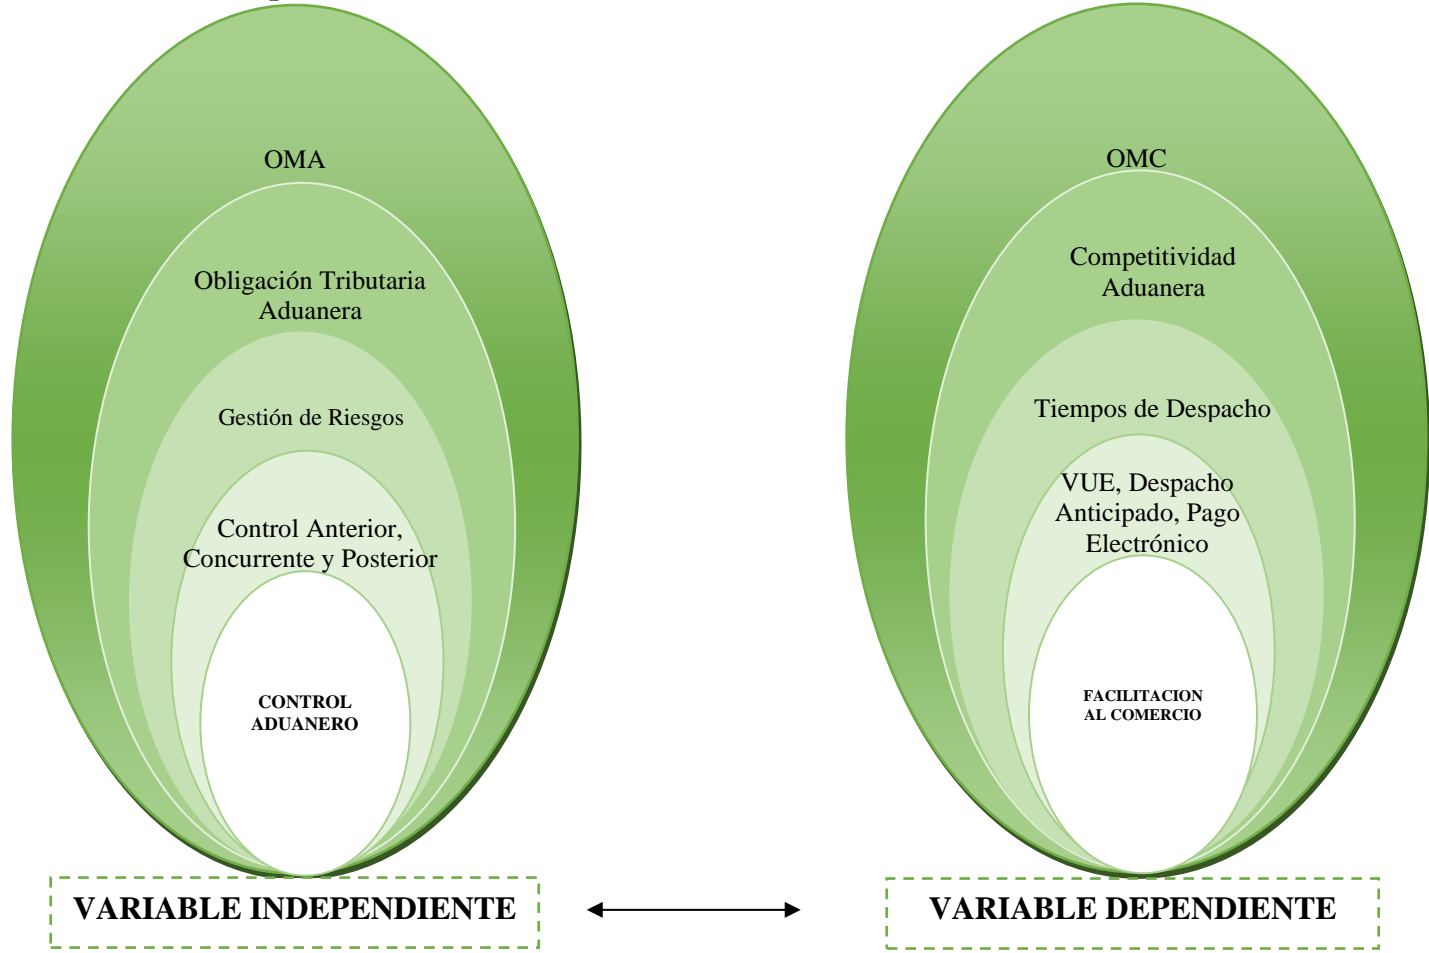 OMA
Obligación Tributaria
Aduanera
Gestión de Riesgos
Control Anterior,
Concurrente y Posterior
CONTROL
ADUANERO
VARIABLE INDEPENDIENTE
OMC
Competitividad
Aduanera
Tiempos de Despacho
VUE, Despacho
Anticipado, Pago
Electrónico
FACILITACION
AL COMERCIO
VARIABLE DEPENDIENTE